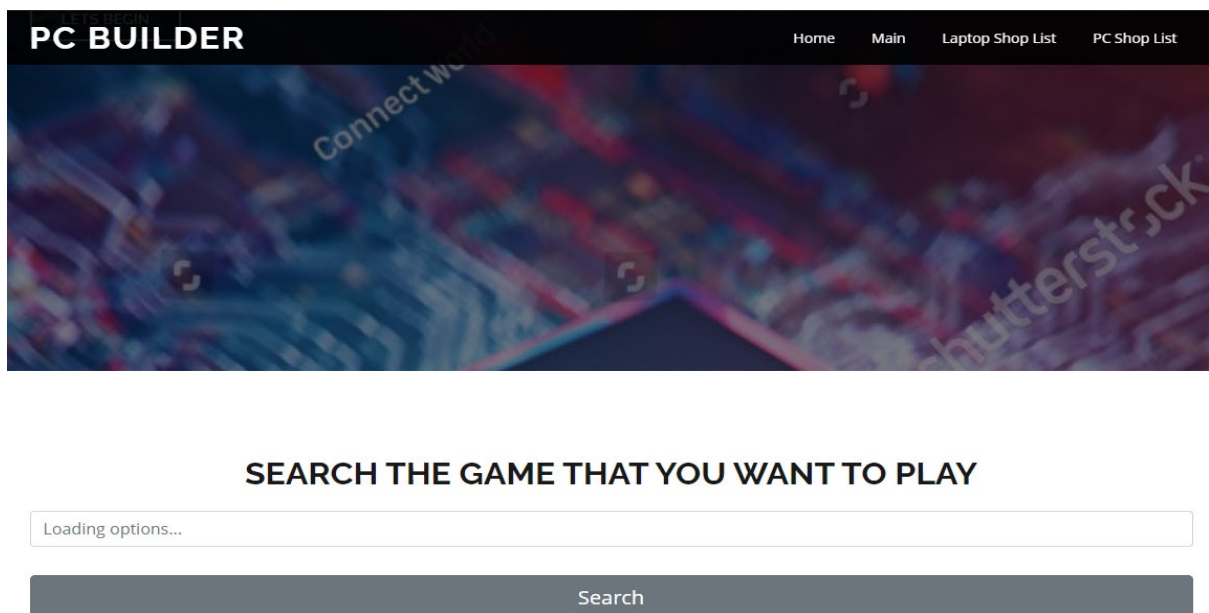 LETS BEGIN
PC BUILDER
Home Main Laptop Shop List PC Shop List
Connect World
shutterstock
SEARCH THE GAME THAT YOU WANT TO PLAY
Loading options...
Search